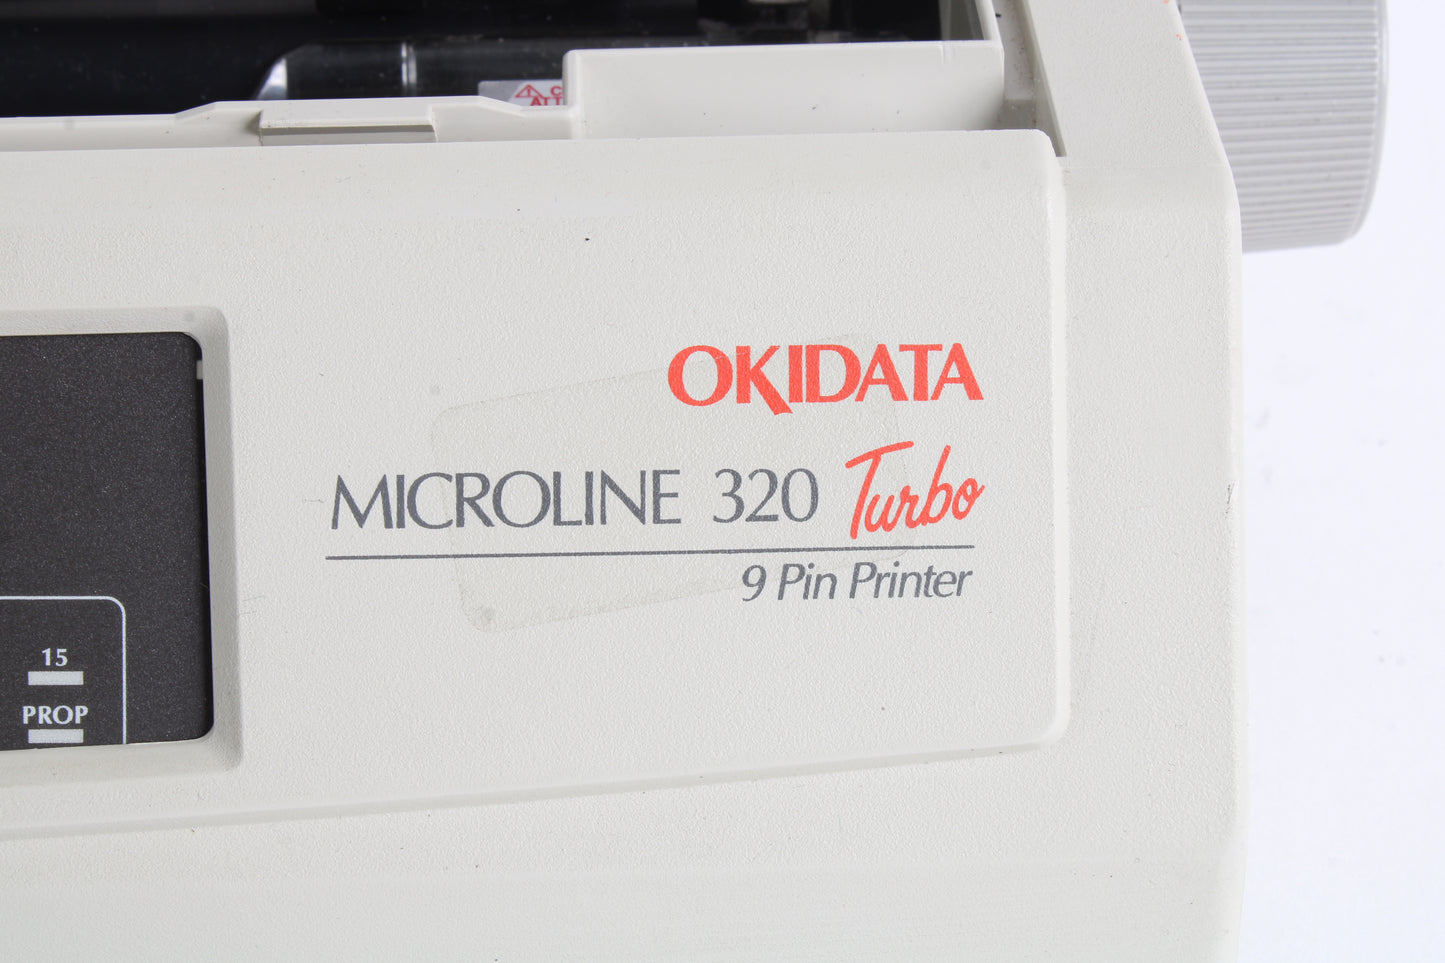 OKIDATA
MICROLINE 320 Turbo
9 Pin Printer
15
PROP